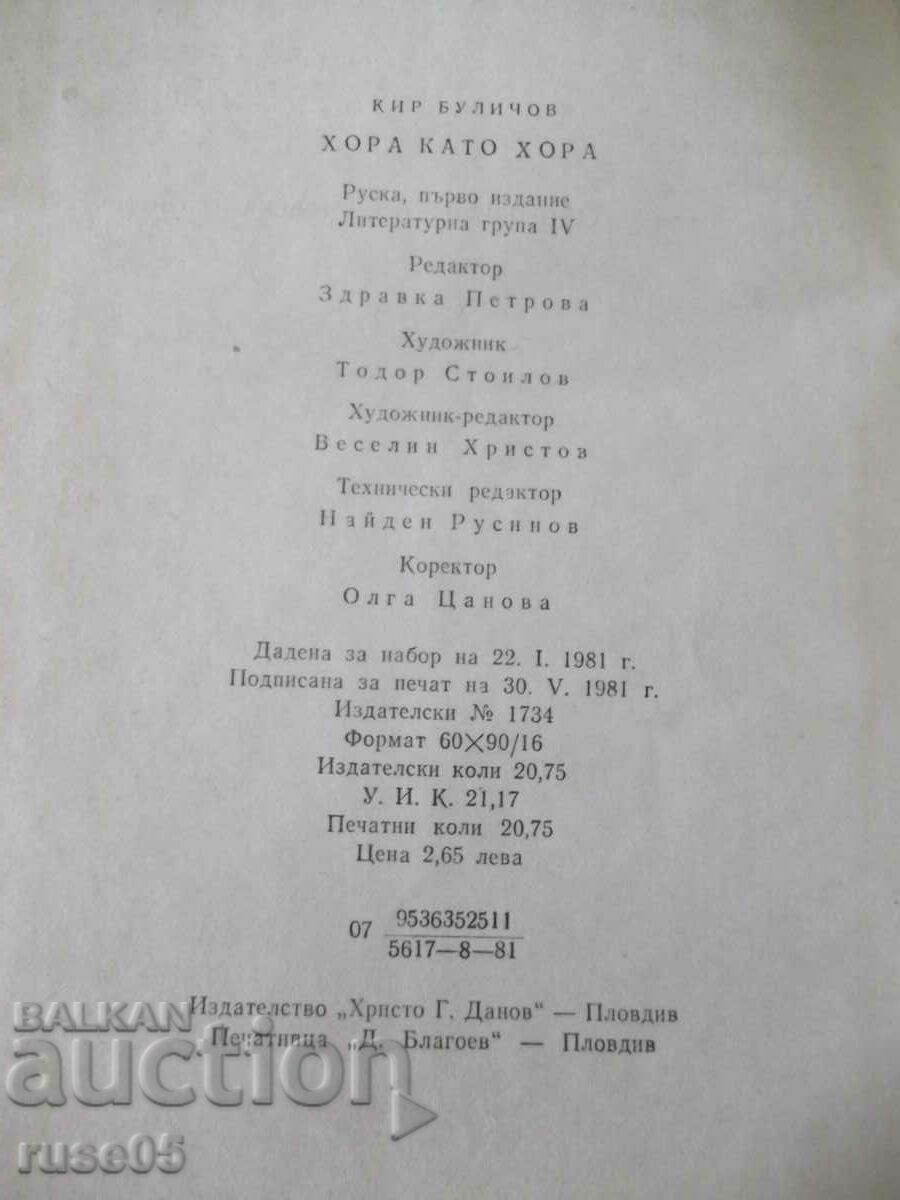 КИР БУЛИЧОВ
ХОРА КАТО ХОРА
Руска, първо издание
Литературна група IV
Редактор
Здравка Петрова
Художник
Тодор Стоилов
Художник-редактор
Веселин Христов
Технически редактор
Найден Русинов
Коректор
Олга Цанова
Дадена за набор на 22. I. 1981 г.
Подписана за печат на 30. V. 1981 г.
Издателски № 1734
Формат 60×90/16
Издателски коли 20,75
У. И. К. 21,17
Печатни коли 20,75
Цена 2,65 лева
07 9536352511
5617—8—81
Издателство „Христо Г. Данов“ — Пловдив
Печатница „Д. Благоев“ — Пловдив
BALKAN
auction
ruse05